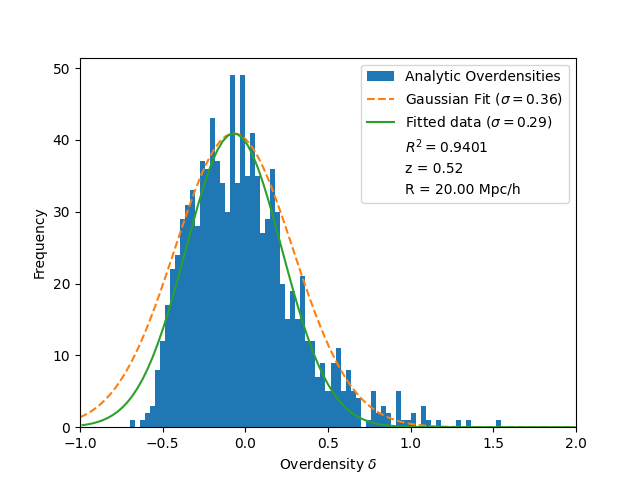 50
40
30
20
10
0
Frequency
−1.0 −0.5 0.0 0.5 1.0 1.5 2.0
Overdensity δ
Analytic Overdensities
Gaussian Fit (σ = 0.36)
Fitted data (σ = 0.29)
R² = 0.9401
z = 0.52
R = 20.00 Mpc/h